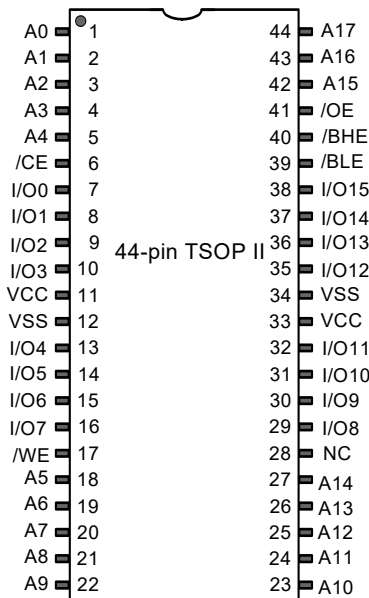 A0 1 44 A17
A1 2 43 A16
A2 3 42 A15
A3 4 41 /OE
A4 5 40 /BHE
/CE 6 39 /BLE
I/O0 7 38 I/O15
I/O1 8 37 I/O14
I/O2 9 36 I/O13
44-pin TSOP II
I/O3 10 35 I/O12
VCC 11 34 VSS
VSS 12 33 VCC
I/O4 13 32 I/O11
I/O5 14 31 I/O10
I/O6 15 30 I/O9
I/O7 16 29 I/O8
/WE 17 28 NC
A5 18 27 A14
A6 19 26 A13
A7 20 25 A12
A8 21 24 A11
A9 22 23 A10